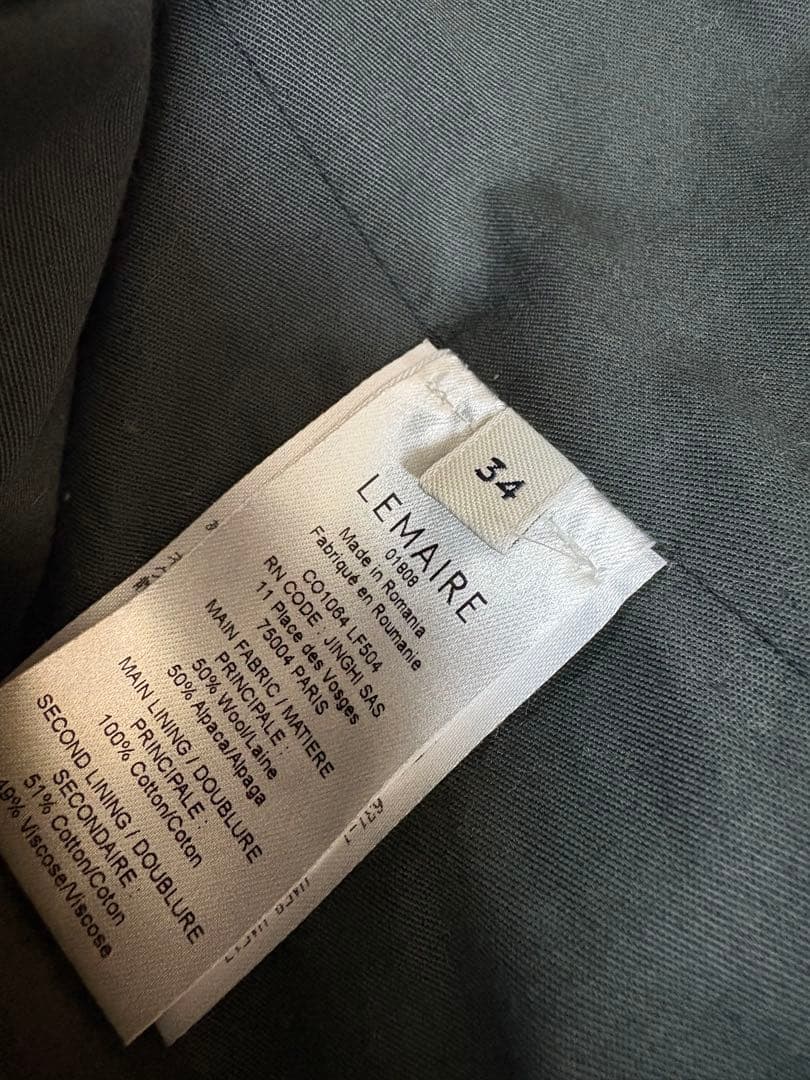 34
LEMAIRE
01808
Made in Romania
Fabriqué en Roumanie
CO1064 LF504
RN CODE : JINGHI SAS
11 Place des Vosges
75004 PARIS
MAIN FABRIC / MATIERE
PRINCIPALE :
50% Wool/Laine
50% Alpaca/Alpaga
MAIN LINING / DOUBLURE
PRINCIPALE :
100% Cotton/Coton
SECOND LINING / DOUBLURE
SECONDAIRE :
51% Cotton/Coton
49% Viscose/Viscose